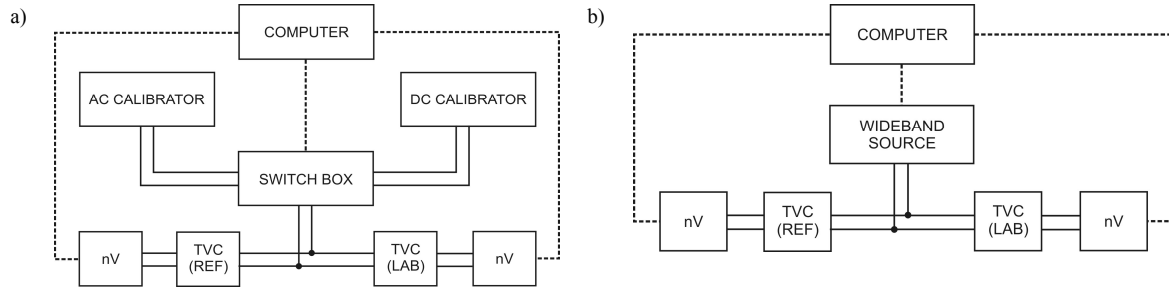 a)
COMPUTER
AC CALIBRATOR
DC CALIBRATOR
SWITCH BOX
nV
TVC
(REF)
TVC
(LAB)
nV
b)
COMPUTER
WIDEBAND
SOURCE
nV
TVC
(REF)
TVC
(LAB)
nV